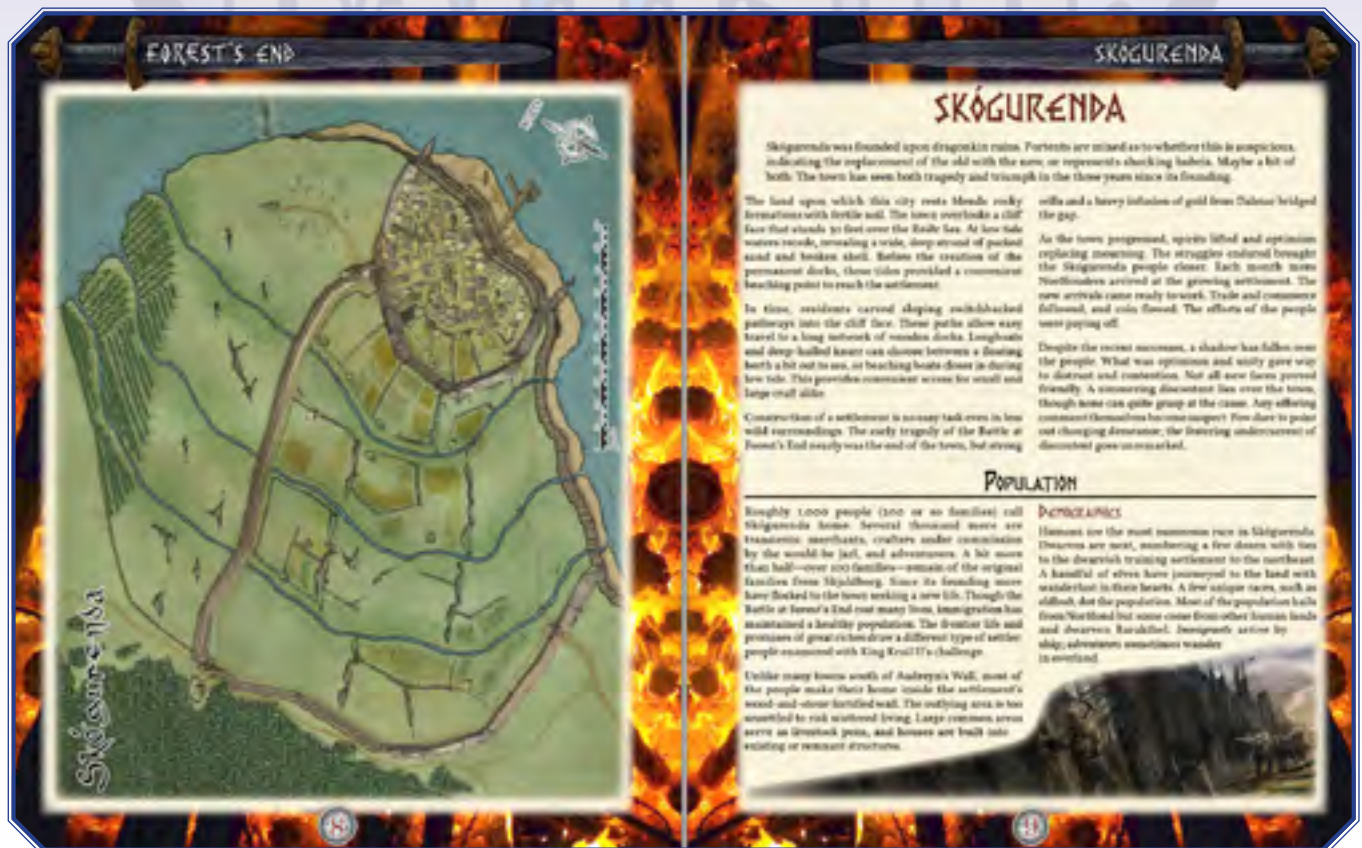 FOREST'S END
Skógurenda
SKÓGURENDA
SKÓGURENDA
Skógurenda was founded upon dragonkin ruins. Portents are mixed as to whether this is auspicious,
indicating the replacement of the old with the new, or represents shocking hubris. Maybe a bit of
both. The town has seen both tragedy and triumph in the three years since its founding.
The land upon which this city rests blends rocky
formations with fertile soil. The town overlooks a cliff
face that stands 30 feet over the Sea. At low tide
waters recede, revealing a wide, deep strand of packed
sand and broken shell. Before the creation of the
permanent docks, these tides provided a convenient
beaching point to reach the settlement.
In time, residents carved sloping switchbacked
pathways into the cliff face. These paths allow easy
travel to a long network of wooden docks. Longboats
and deep-hulled can choose between a floating
berth a bit out to sea, or beaching boats closer in during
low tide. This provides convenient access for small and
large craft alike.
Construction of a settlement is no easy task even in less
wild surroundings. The early tragedy of the Battle at
Forest's End nearly was the end of the town, but strong
wills and a heavy infusion of gold from bridged
the gap.
As the town progressed, spirits lifted and optimism
replacing mourning. The struggles endured brought
the Skógurenda people closer. Each month more
Northlanders arrived at the growing settlement. The
new arrivals came ready to work. Trade and commerce
followed, and coin flowed. The efforts of the people
were paying off.
Despite the recent successes, a shadow has fallen over
the people. What was optimism and unity gave way
to distrust and contention. Not all new faces proved
friendly. A simmering discontent lies over the town,
though none can quite grasp at the cause. Any offering
comment themselves become suspect. Few dare to point
out changing demeanor; the festering undercurrent of
discontent goes unremarked.
POPULATION
Roughly 1,000 people (200 or so families) call
Skógurenda home. Several thousand more are
transients: merchants, crafters under commission
by the would-be jarl, and adventurers. A bit more
than half—over 100 families—remain of the original
families from Skjoldborg. Since its founding more
have flocked to the town seeking a new life. Though the
Battle at Forest's End cost many lives, immigration has
maintained a healthy population. The frontier life and
promises of great riches draw a different type of settler:
people enamored with King challenge.
Unlike many towns south of Wall, most of
the people make their home inside the settlement's
wood-and-stone fortified wall. The outlying area is too
unsettled to risk scattered living. Large common areas
serve as livestock pens, and houses are built into
existing or remnant structures.
DEMOGRAPHICS
Humans are the most numerous race in Skógurenda.
Dwarves are next, numbering a few dozen with ties
to the dwarvish training settlement to the northeast.
A handful of elves have journeyed to the land with
wanderlust in their hearts. A few unique races, such as
dot the population. Most of the population hails
from Northland but some come from other human lands
and dwarven Immigrants arrive by
ship; adventurers sometimes wander
in overland.